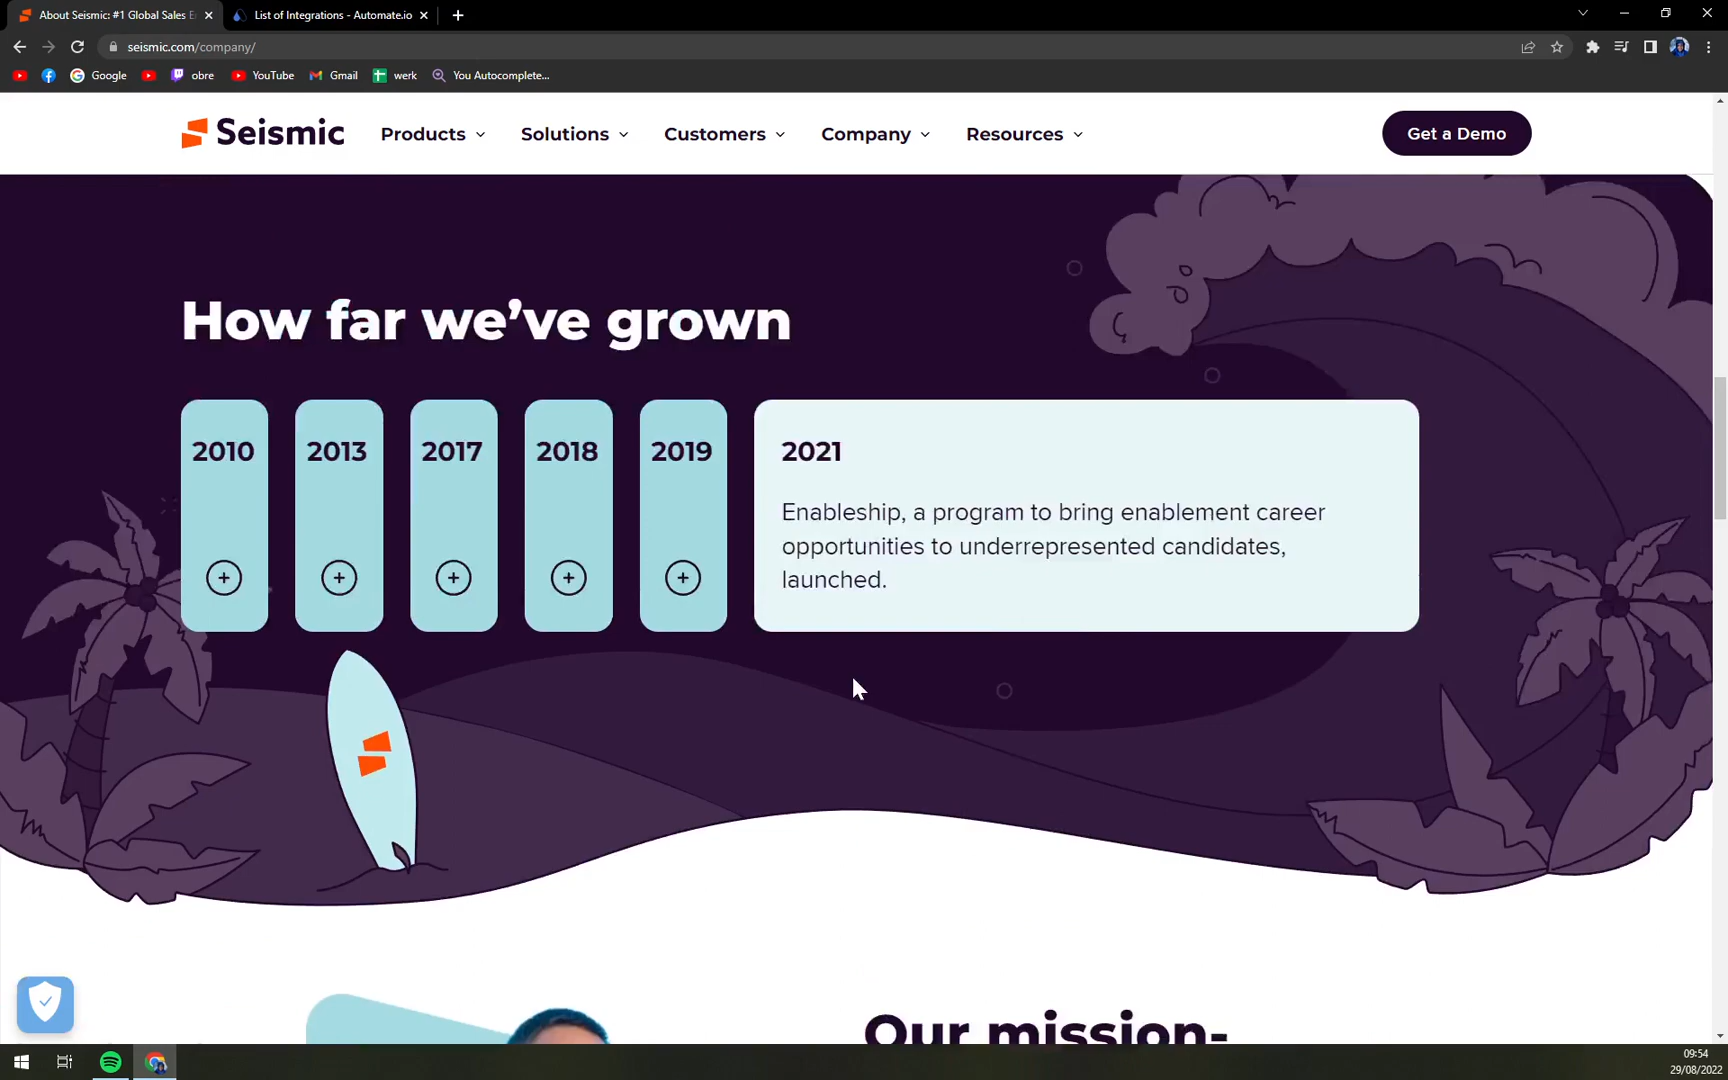 About Seismic: #1 Global Sales E
List of Integrations - Automate.io
seismic.com/company/
Google
obre
YouTube
Gmail
werk
You Autocomplete...
Seismic
Products
Solutions
Customers
Company
Resources
Get a Demo
How far we've grown
2010
2013
2017
2018
2019
2021
Enableship, a program to bring enablement career
opportunities to underrepresented candidates,
launched.
Our mission-
09:54
29/08/2022